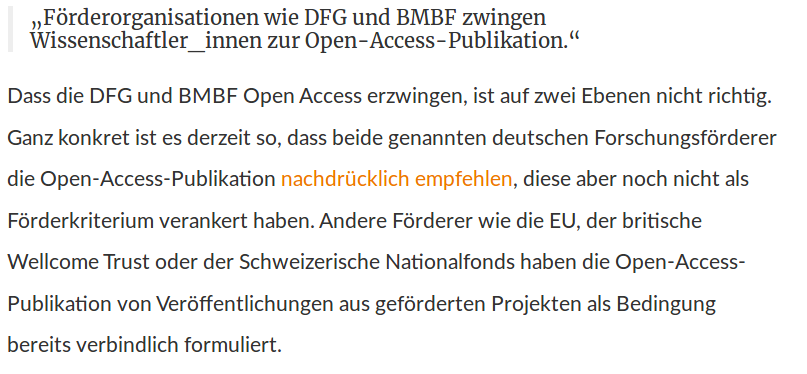 „Förderorganisationen wie DFG und BMBF zwingen
Wissenschaftler_innen zur Open-Access-Publikation.“
Dass die DFG und BMBF Open Access erzwingen, ist auf zwei Ebenen nicht richtig.
Ganz konkret ist es derzeit so, dass beide genannten deutschen Forschungsförderer
die Open-Access-Publikation nachdrücklich empfehlen, diese aber noch nicht als
Förderkriterium verankert haben. Andere Förderer wie die EU, der britische
Wellcome Trust oder der Schweizerische Nationalfonds haben die Open-Access-
Publikation von Veröffentlichungen aus geförderten Projekten als Bedingung
bereits verbindlich formuliert.